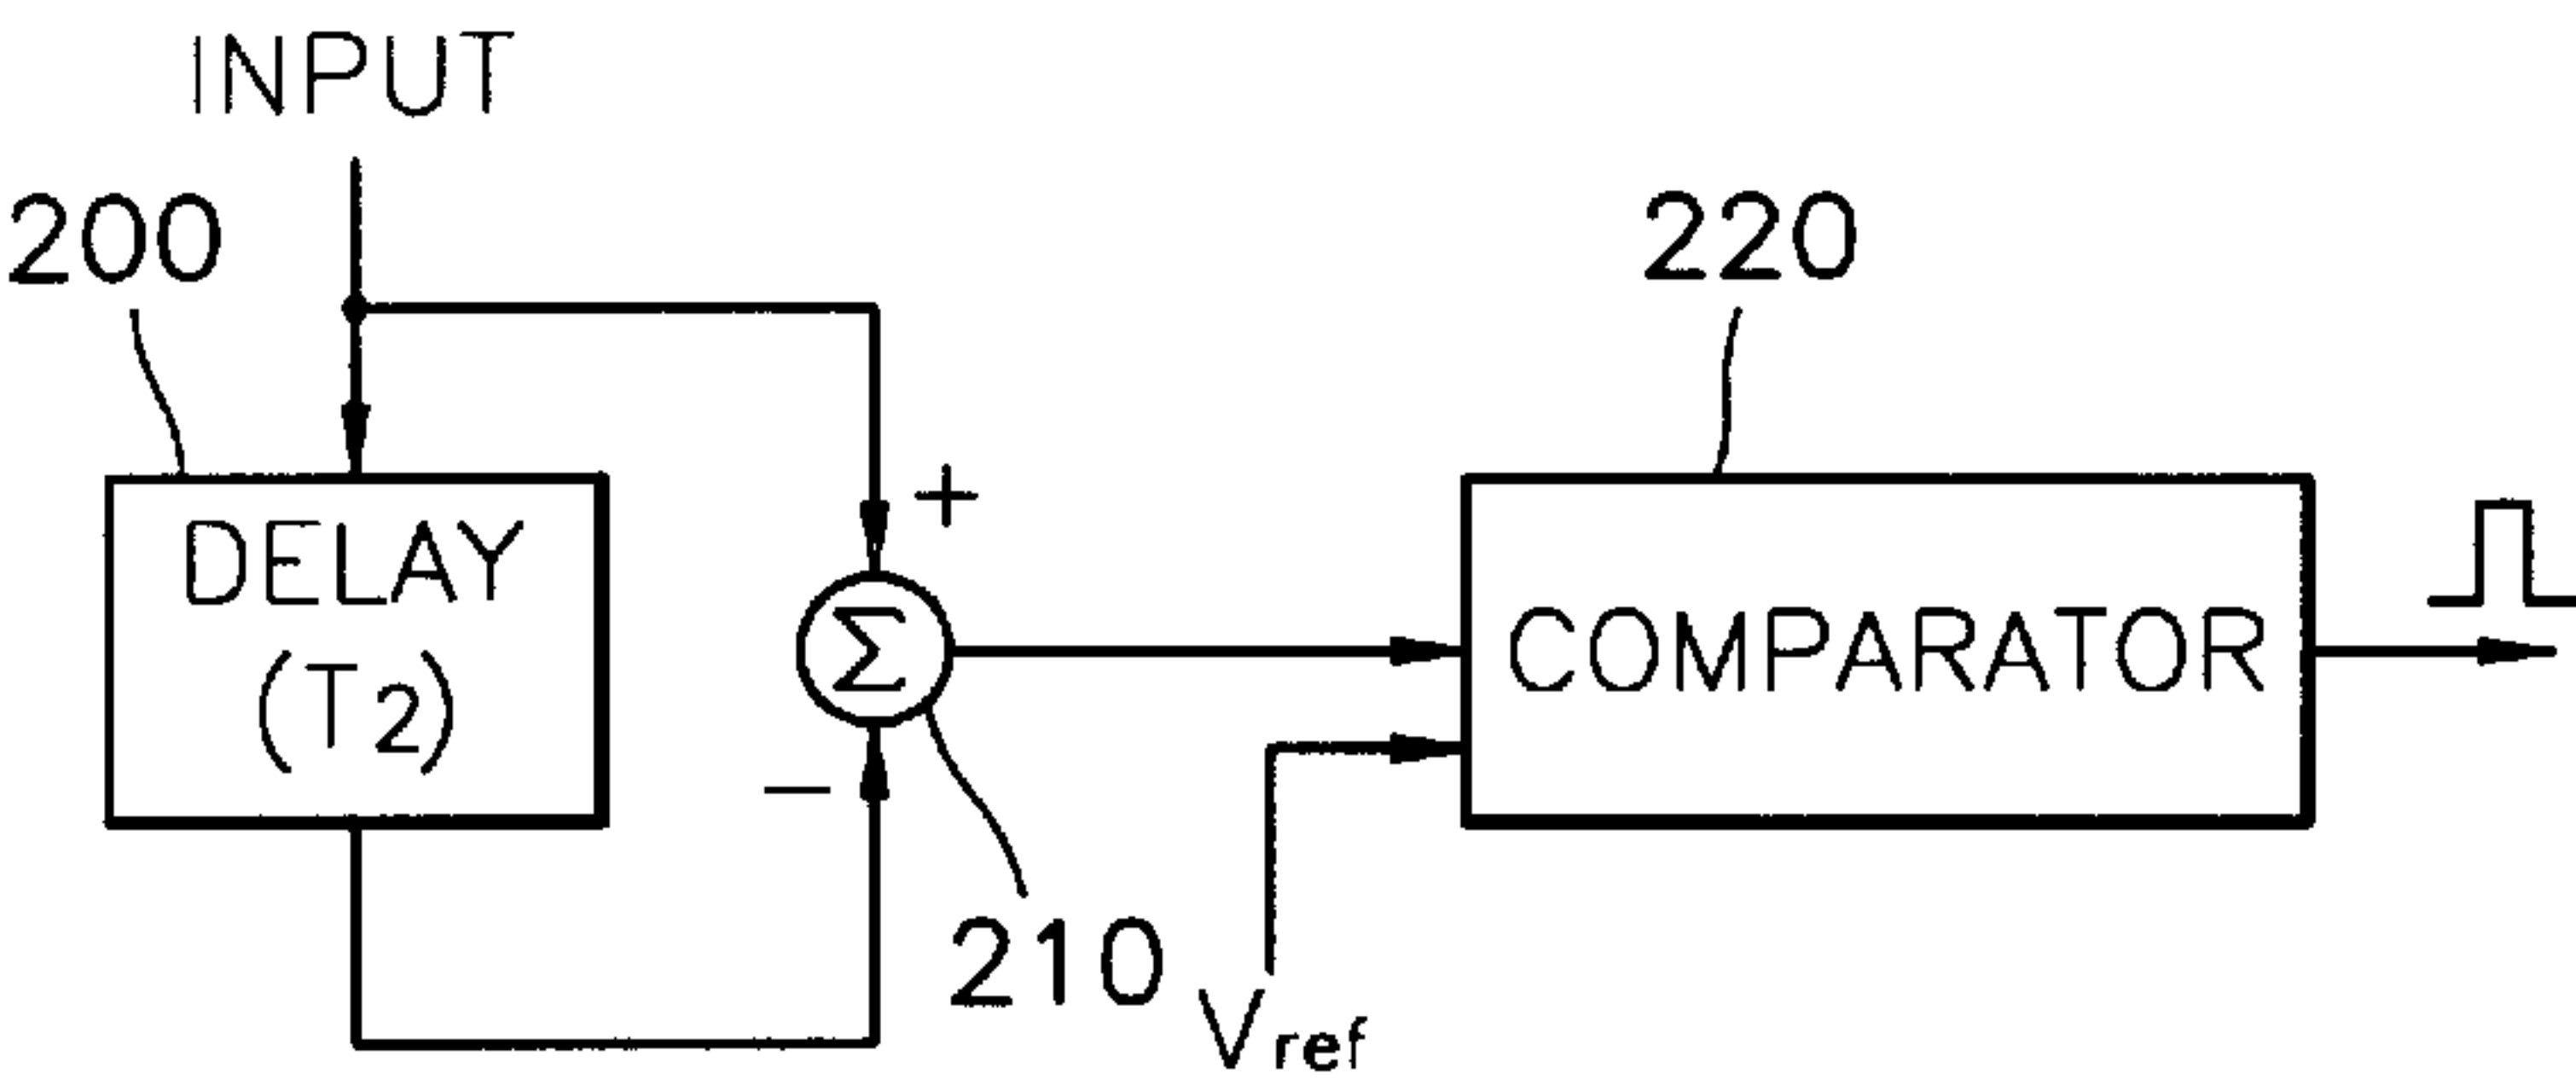 INPUT
200
220
+
DELAY
(T2)
Σ
COMPARATOR
−
210
Vref